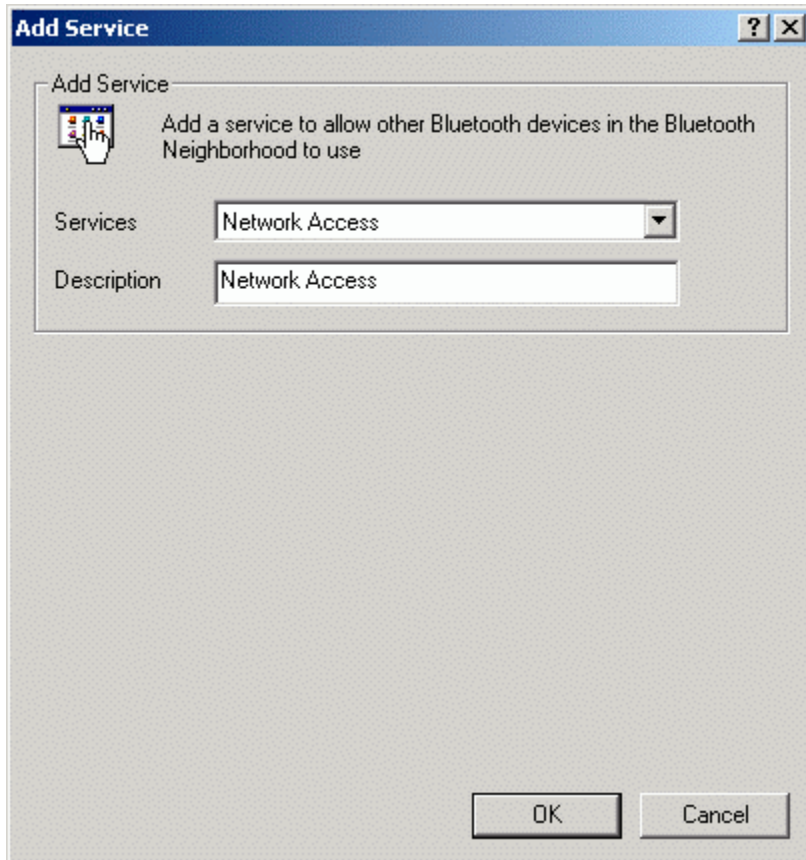 Add Service
Add Service
Add a service to allow other Bluetooth devices in the Bluetooth
Neighborhood to use
Services Network Access
Description Network Access
OK Cancel